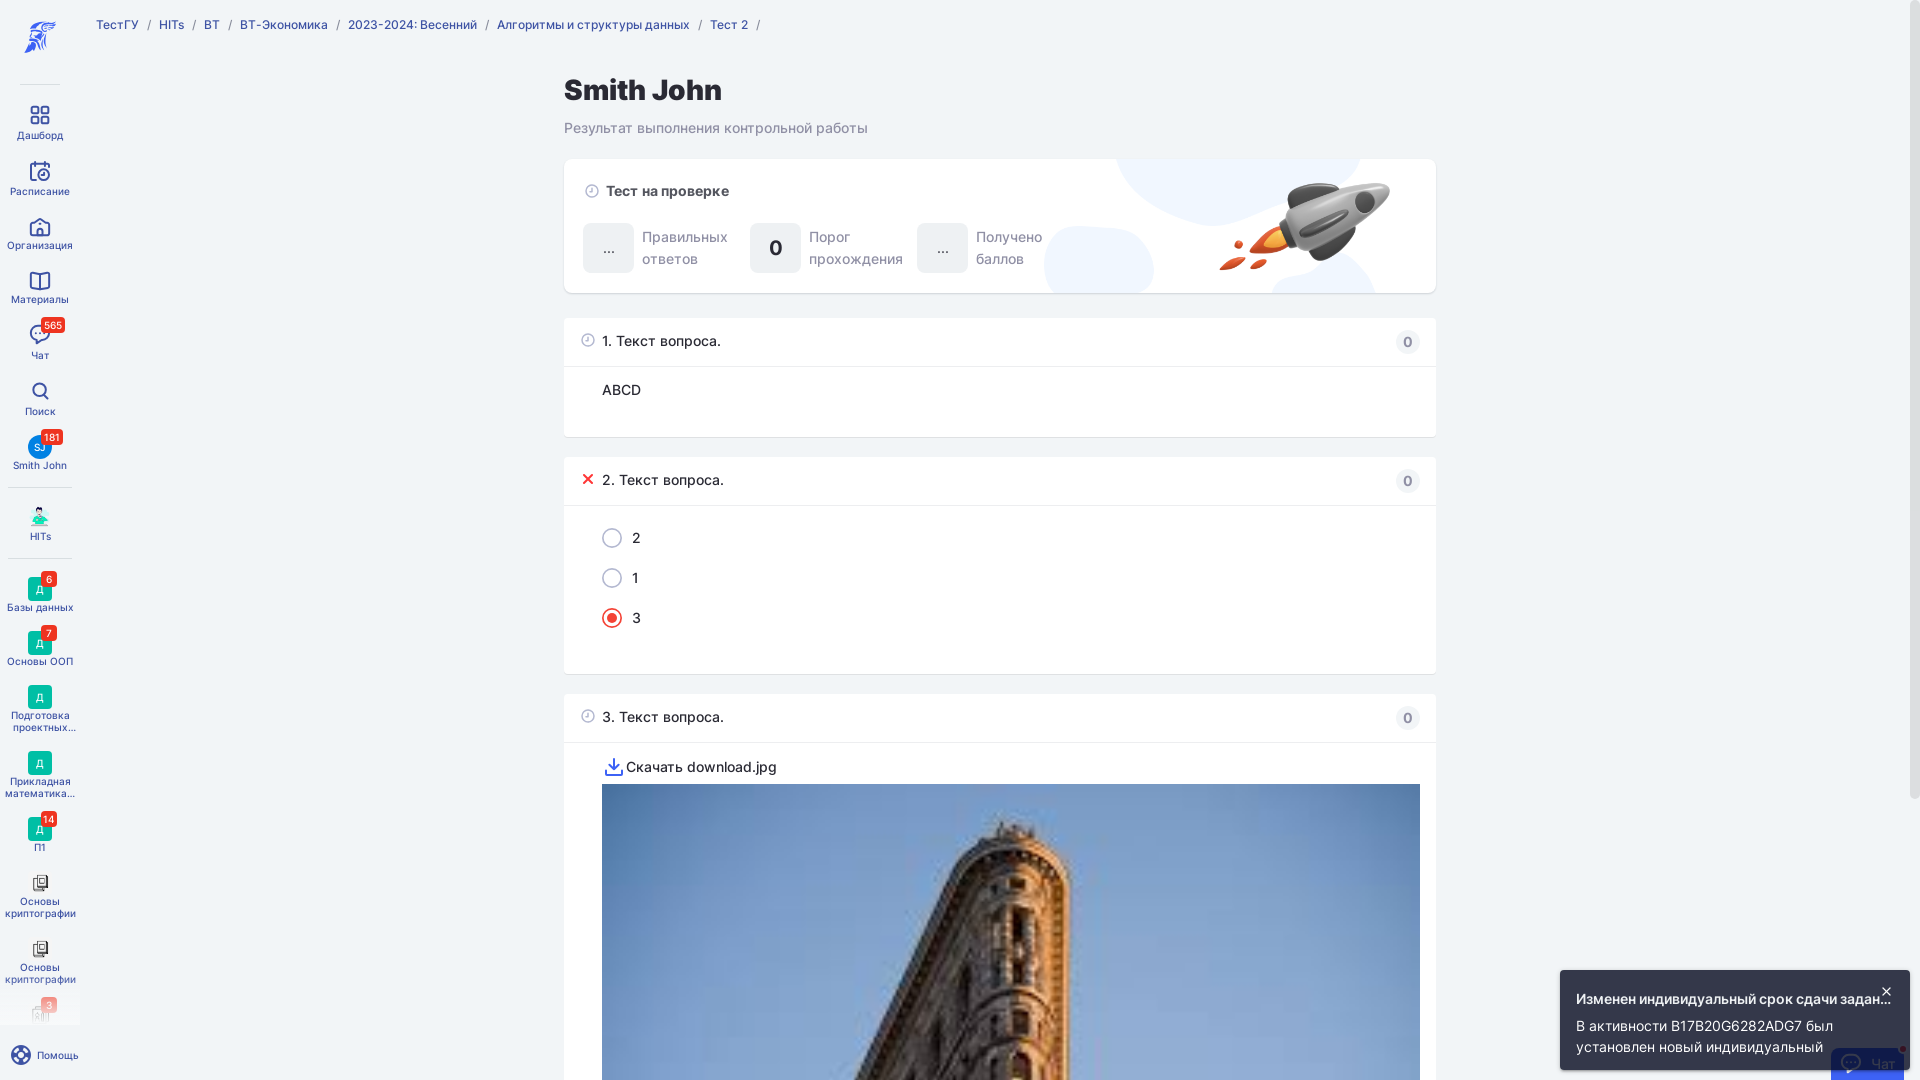 ТестГУ / HITs / ВТ / ВТ-Экономика / 2023-2024: Весенний / Алгоритмы и структуры данных / Тест 2 /
Дашборд
Расписание
Организация
Материалы
565
Чат
Поиск
181
SJ
Smith John
HITs
6
Д
Базы данных
7
Д
Основы ООП
Д
Подготовка
проектных...
Д
Прикладная
математика...
14
Д
П1
Основы
криптографии
Основы
криптографии
3
Помощь
Smith John
Результат выполнения контрольной работы
Тест на проверке
... Правильных
ответов
0 Порог
прохождения
... Получено
баллов
1. Текст вопроса. 0
ABCD
2. Текст вопроса. 0
2
1
3
3. Текст вопроса. 0
Скачать download.jpg
Изменен индивидуальный срок сдачи задан...
В активности B17B20G6282ADG7 был
установлен новый индивидуальный
Чат